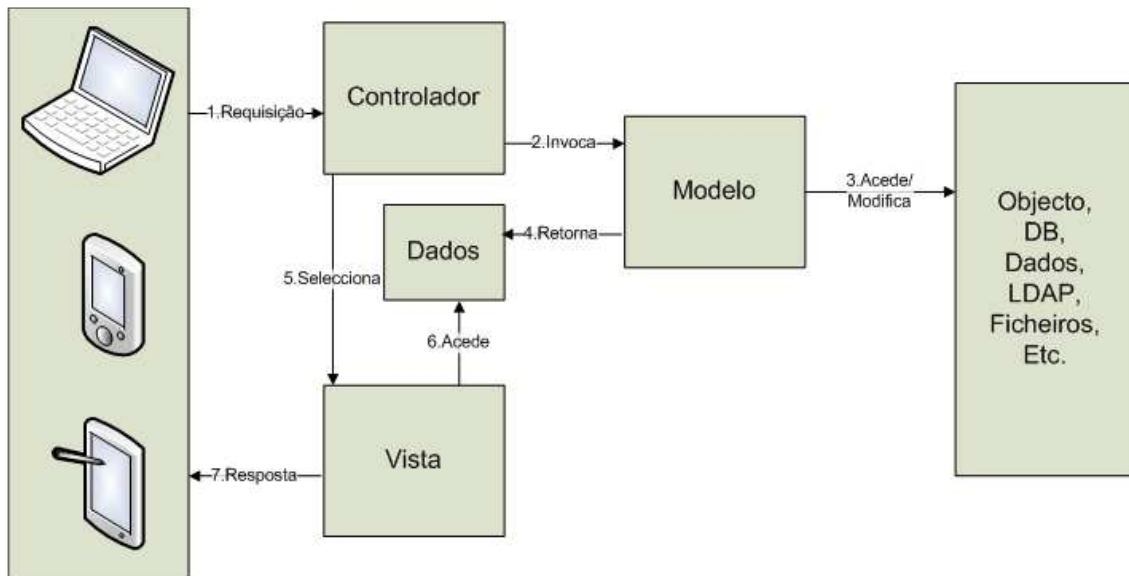 Controlador
1.Requisição
2.Invoca
Modelo
3.Acede/
Modifica
Objecto,
DB,
Dados,
LDAP,
Ficheiros,
Etc.
4.Retorna
Dados
5.Selecciona
6.Acede
Vista
7.Resposta